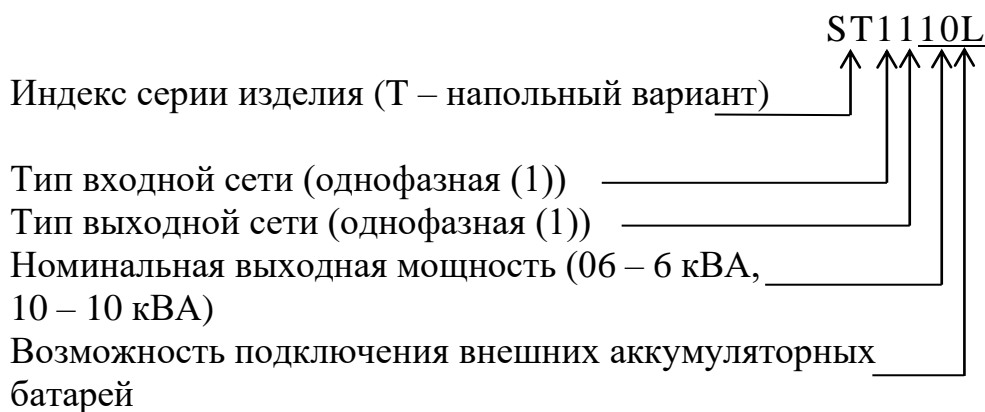 ST1110L
Индекс серии изделия (Т – напольный вариант)
Тип входной сети (однофазная (1))
Тип выходной сети (однофазная (1))
Номинальная выходная мощность (06 – 6 кВА,
10 – 10 кВА)
Возможность подключения внешних аккумуляторных
батарей